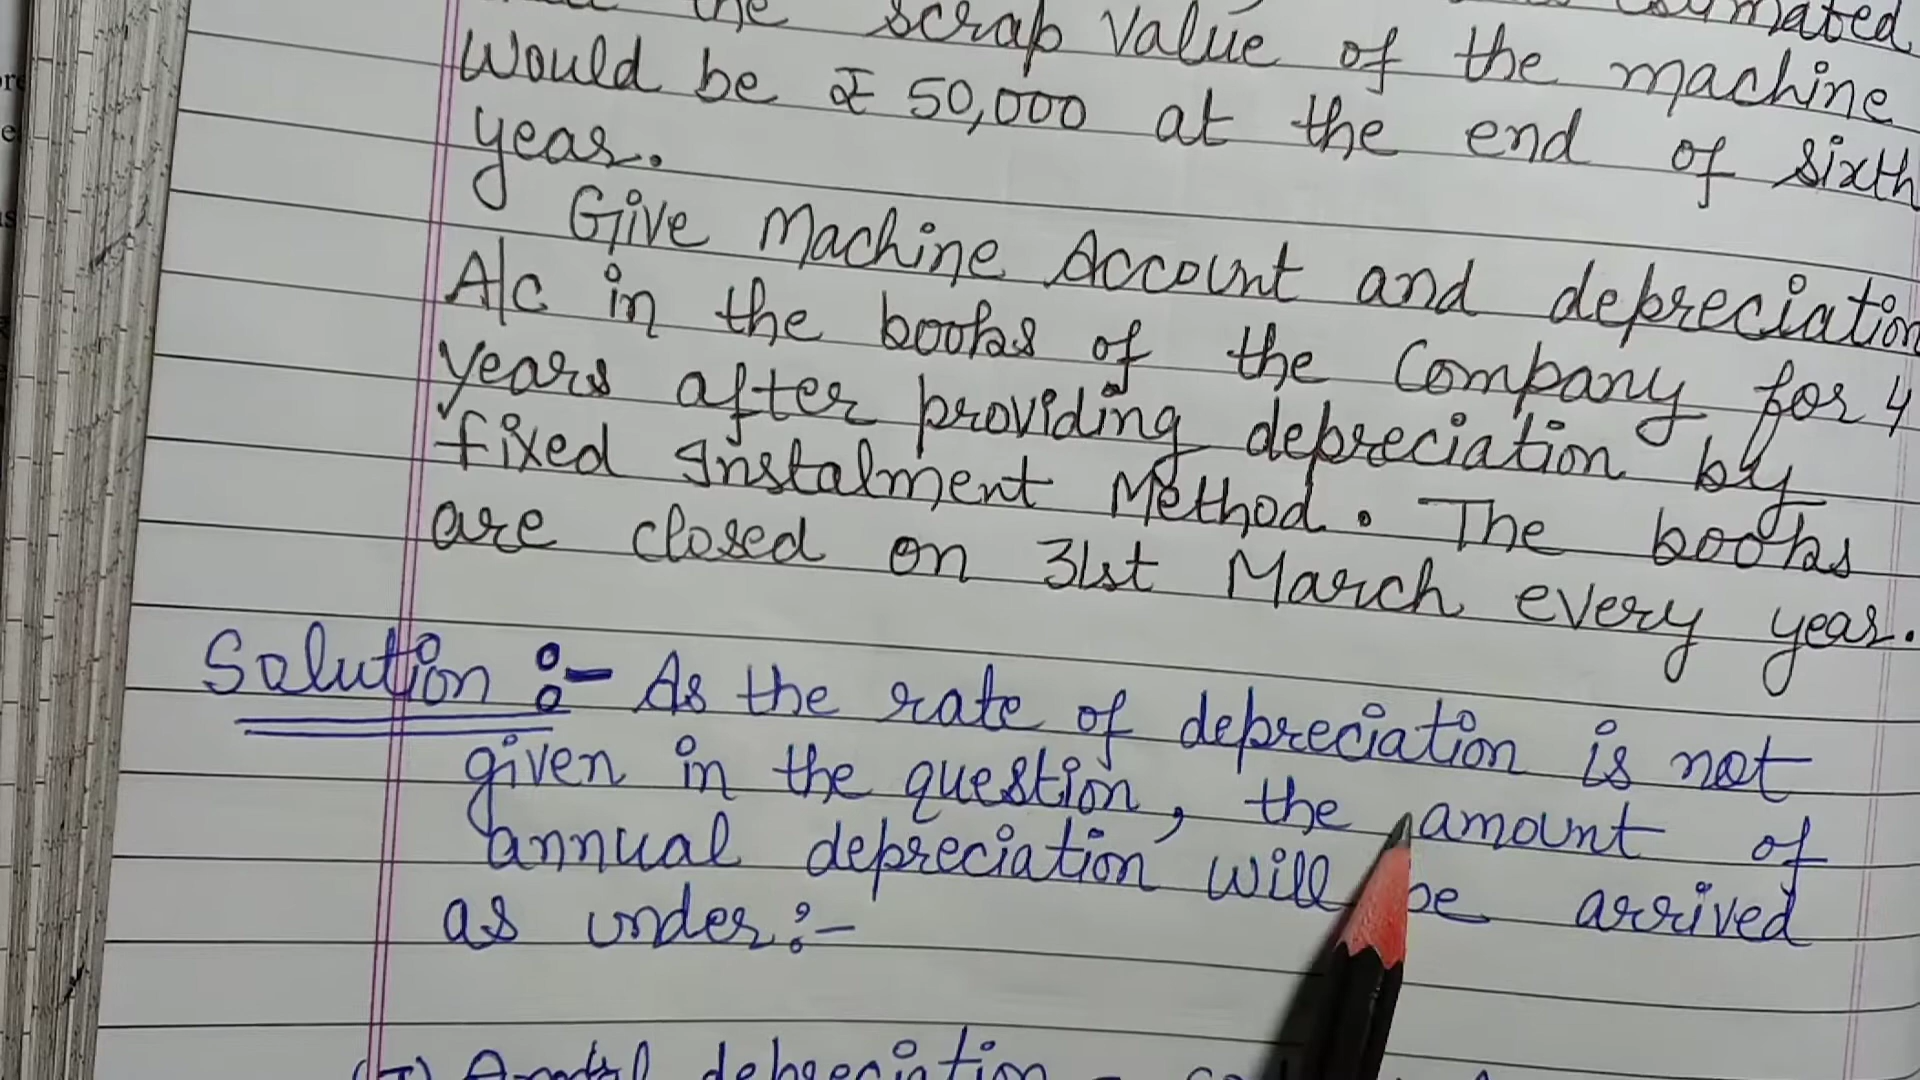 the scrap value of the machine
would be ₹ 50,000 at the end of sixth
year.
Give Machine Account and depreciation
A/c in the books of the Company for 4
years after providing depreciation by
fixed Instalment Method. The books
are closed on 31st March every year.
Solution :- As the rate of depreciation is not
given in the question, the amount of
annual depreciation will be arrived
as under :-
depreciation